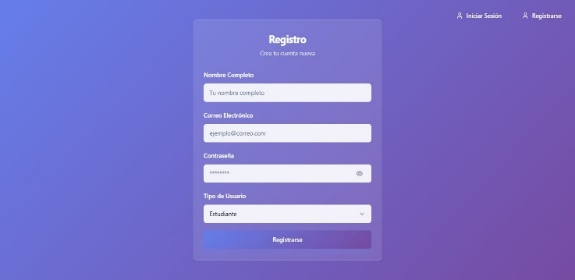 Iniciar Sesión
Registrarse
Registro
Crea tu cuenta nueva
Nombre Completo
Tu nombre completo
Correo Electrónico
ejemplo@correo.com
Contraseña
********
Tipo de Usuario
Estudiante
Registrarse